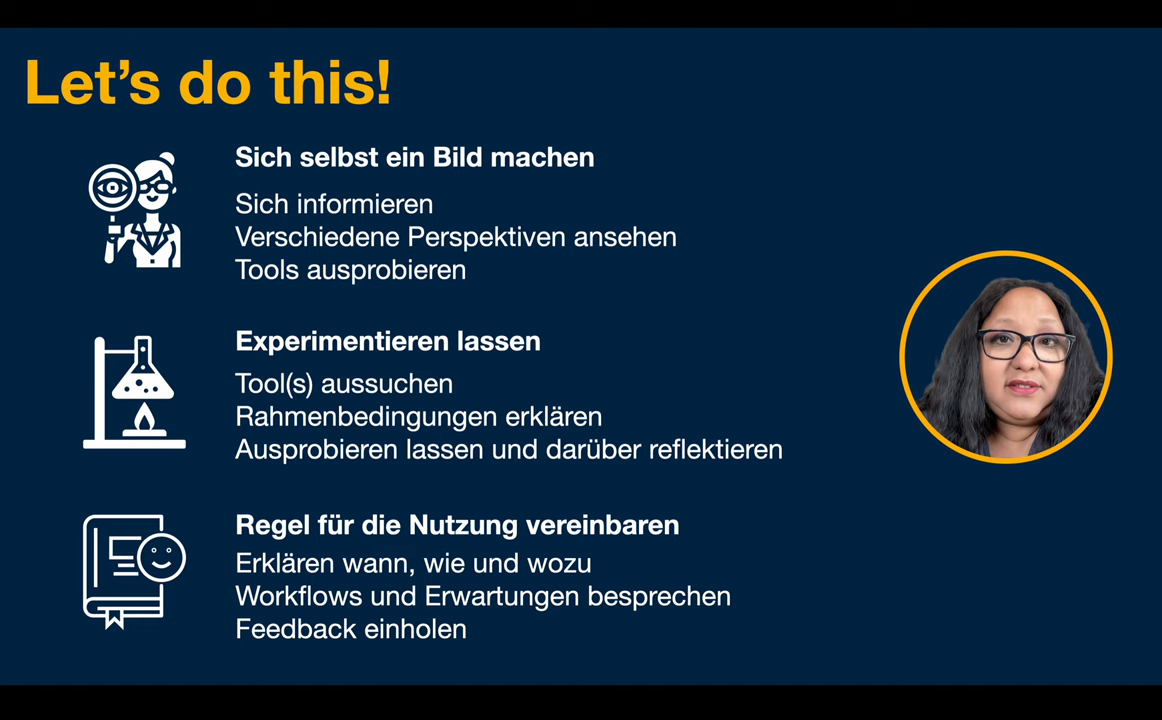 Let's do this!
Sich selbst ein Bild machen
Sich informieren
Verschiedene Perspektiven ansehen
Tools ausprobieren
Experimentieren lassen
Tool(s) aussuchen
Rahmenbedingungen erklären
Ausprobieren lassen und darüber reflektieren
Regel für die Nutzung vereinbaren
Erklären wann, wie und wozu
Workflows und Erwartungen besprechen
Feedback einholen